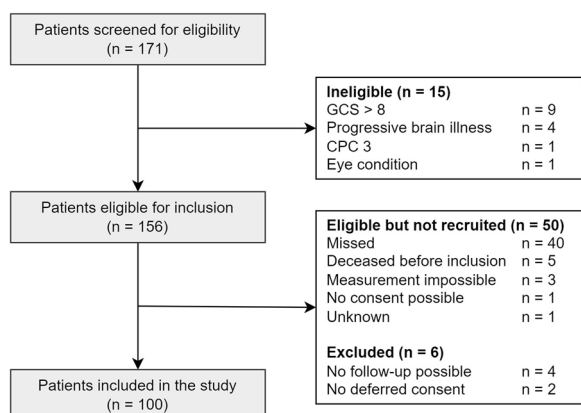 Patients screened for eligibility
(n = 171)
Ineligible (n = 15)
GCS > 8 n = 9
Progressive brain illness n = 4
CPC 3 n = 1
Eye condition n = 1
Patients eligible for inclusion
(n = 156)
Eligible but not recruited (n = 50)
Missed n = 40
Deceased before inclusion n = 5
Measurement impossible n = 3
No consent possible n = 1
Unknown n = 1
Excluded (n = 6)
No follow-up possible n = 4
No deferred consent n = 2
Patients included in the study
(n = 100)